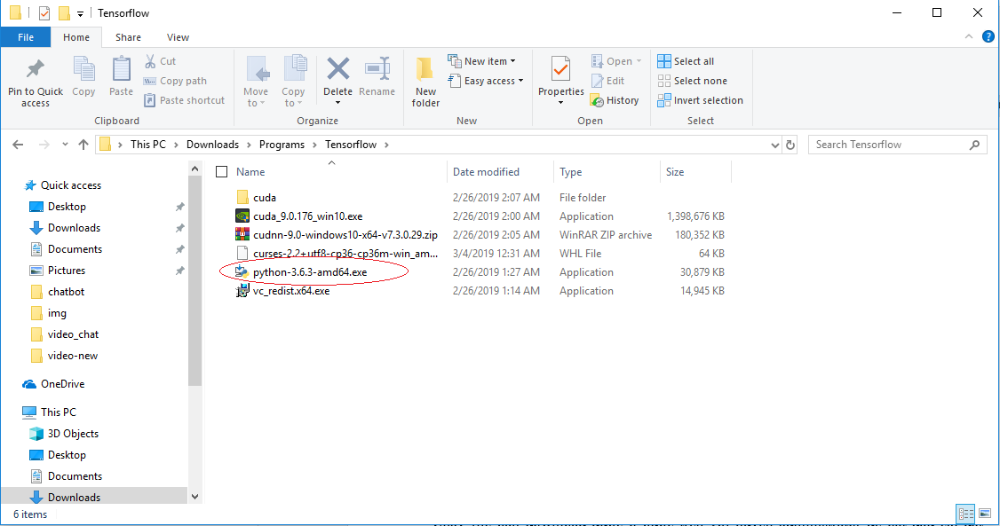 Tensorflow
File Home Share View
Pin to Quick access
Copy
Paste
Cut
Copy path
Paste shortcut
Clipboard
Move to
Copy to
Delete
Rename
Organize
New folder
New item
Easy access
New
Properties
Open
Edit
History
Open
Select all
Select none
Invert selection
Select
This PC > Downloads > Programs > Tensorflow >
Search Tensorflow
Quick access
Desktop
Downloads
Documents
Pictures
chatbot
img
video_chat
video-new
OneDrive
This PC
3D Objects
Desktop
Documents
Downloads
Name Date modified Type Size
cuda 2/26/2019 2:07 AM File folder
cuda_9.0.176_win10.exe 2/26/2019 2:00 AM Application 1,398,676 KB
cudnn-9.0-windows10-x64-v7.3.0.29.zip 2/26/2019 2:05 AM WinRAR ZIP archive 180,352 KB
curses-2.2+utf8-cp36-cp36m-win_am... 3/4/2019 12:31 AM WHL File 64 KB
python-3.6.3-amd64.exe 2/26/2019 1:27 AM Application 30,879 KB
vc_redist.x64.exe 2/26/2019 1:14 AM Application 14,945 KB
6 items